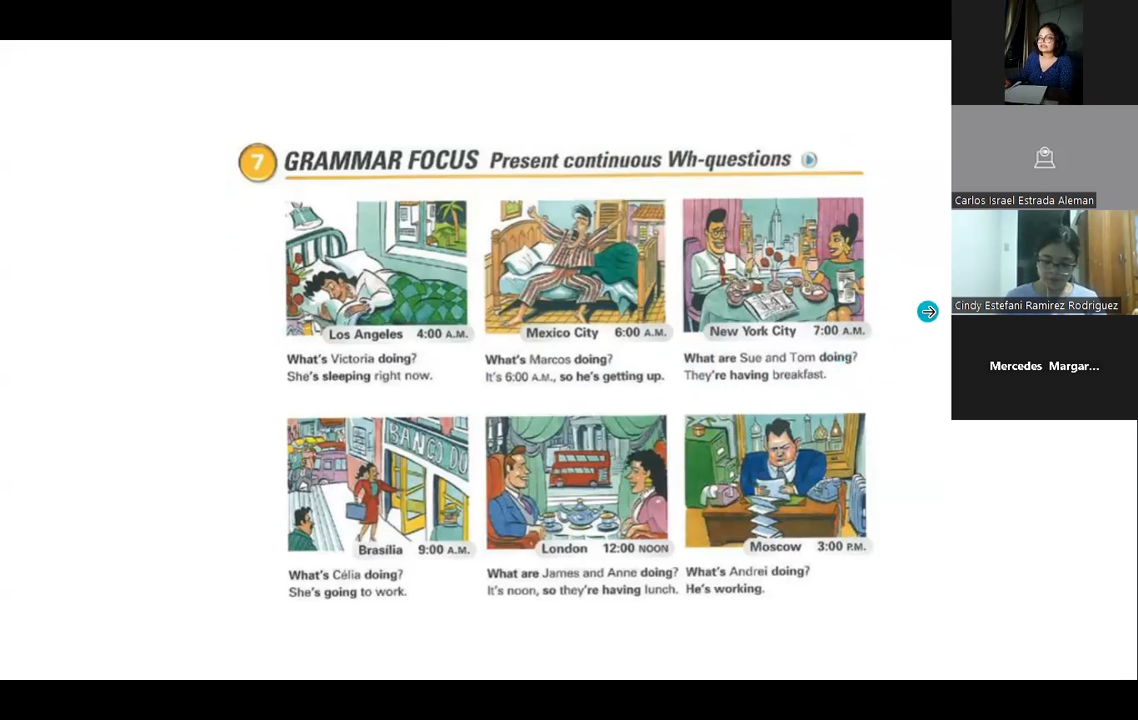 7 GRAMMAR FOCUS Present continuous Wh-questions
Los Angeles 4:00 A.M.
What's Victoria doing?
She's sleeping right now.
Mexico City 6:00 A.M.
What's Marcos doing?
It's 6:00 A.M., so he's getting up.
New York City 7:00 A.M.
What are Sue and Tom doing?
They're having breakfast.
BANCO DO
Brasília 9:00 A.M.
What's Célia doing?
She's going to work.
London 12:00 NOON
What are James and Anne doing?
It's noon, so they're having lunch.
Moscow 3:00 P.M.
What's Andrei doing?
He's working.
Carlos Israel Estrada Aleman
Cindy Estefani Ramirez Rodriguez
Mercedes Margar...